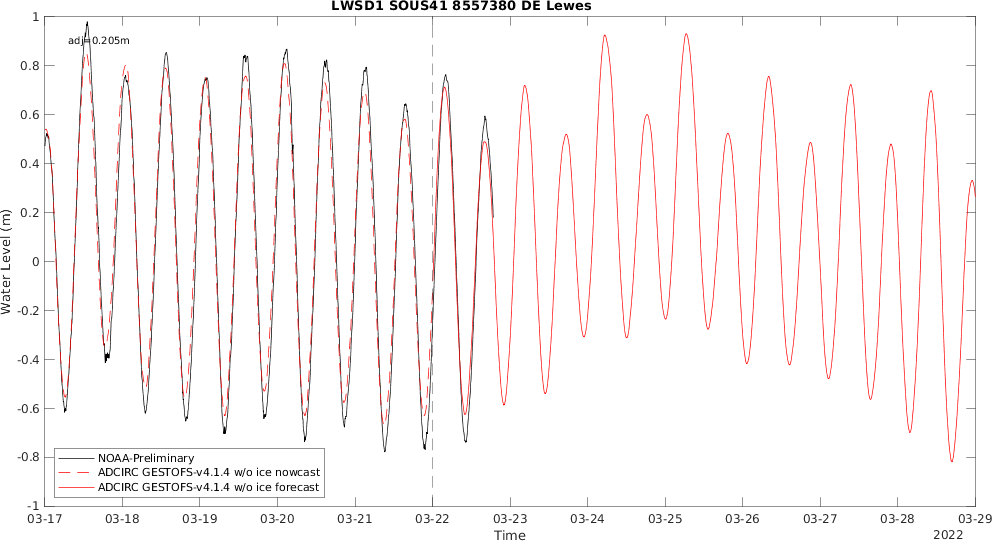 LWSD1 SOUS41 8557380 DE Lewes
adj=0.205m
1
0.8
0.6
0.4
0.2
0
-0.2
-0.4
-0.6
-0.8
-1
Water Level (m)
NOAA-Preliminary
ADCIRC GESTOFS-v4.1.4 w/o ice nowcast
ADCIRC GESTOFS-v4.1.4 w/o ice forecast
03-17 03-18 03-19 03-20 03-21 03-22 03-23 03-24 03-25 03-26 03-27 03-28 03-29
Time
2022